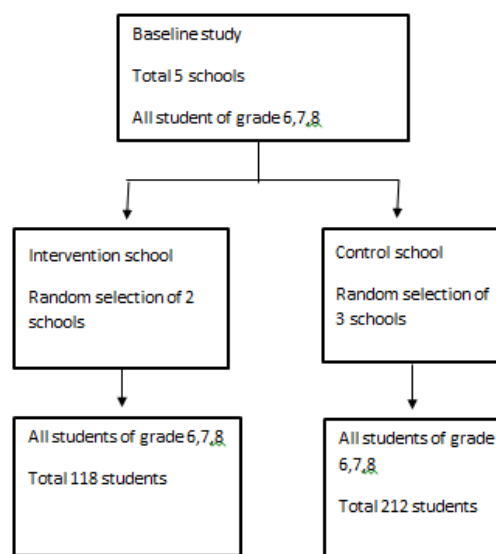 Baseline study
Total 5 schools
All student of grade 6,7,8
Intervention school
Random selection of 2
schools
Control school
Random selection of
3 schools
All students of grade 6,7,8
Total 118 students
All students of grade
6,7,8
Total 212 students